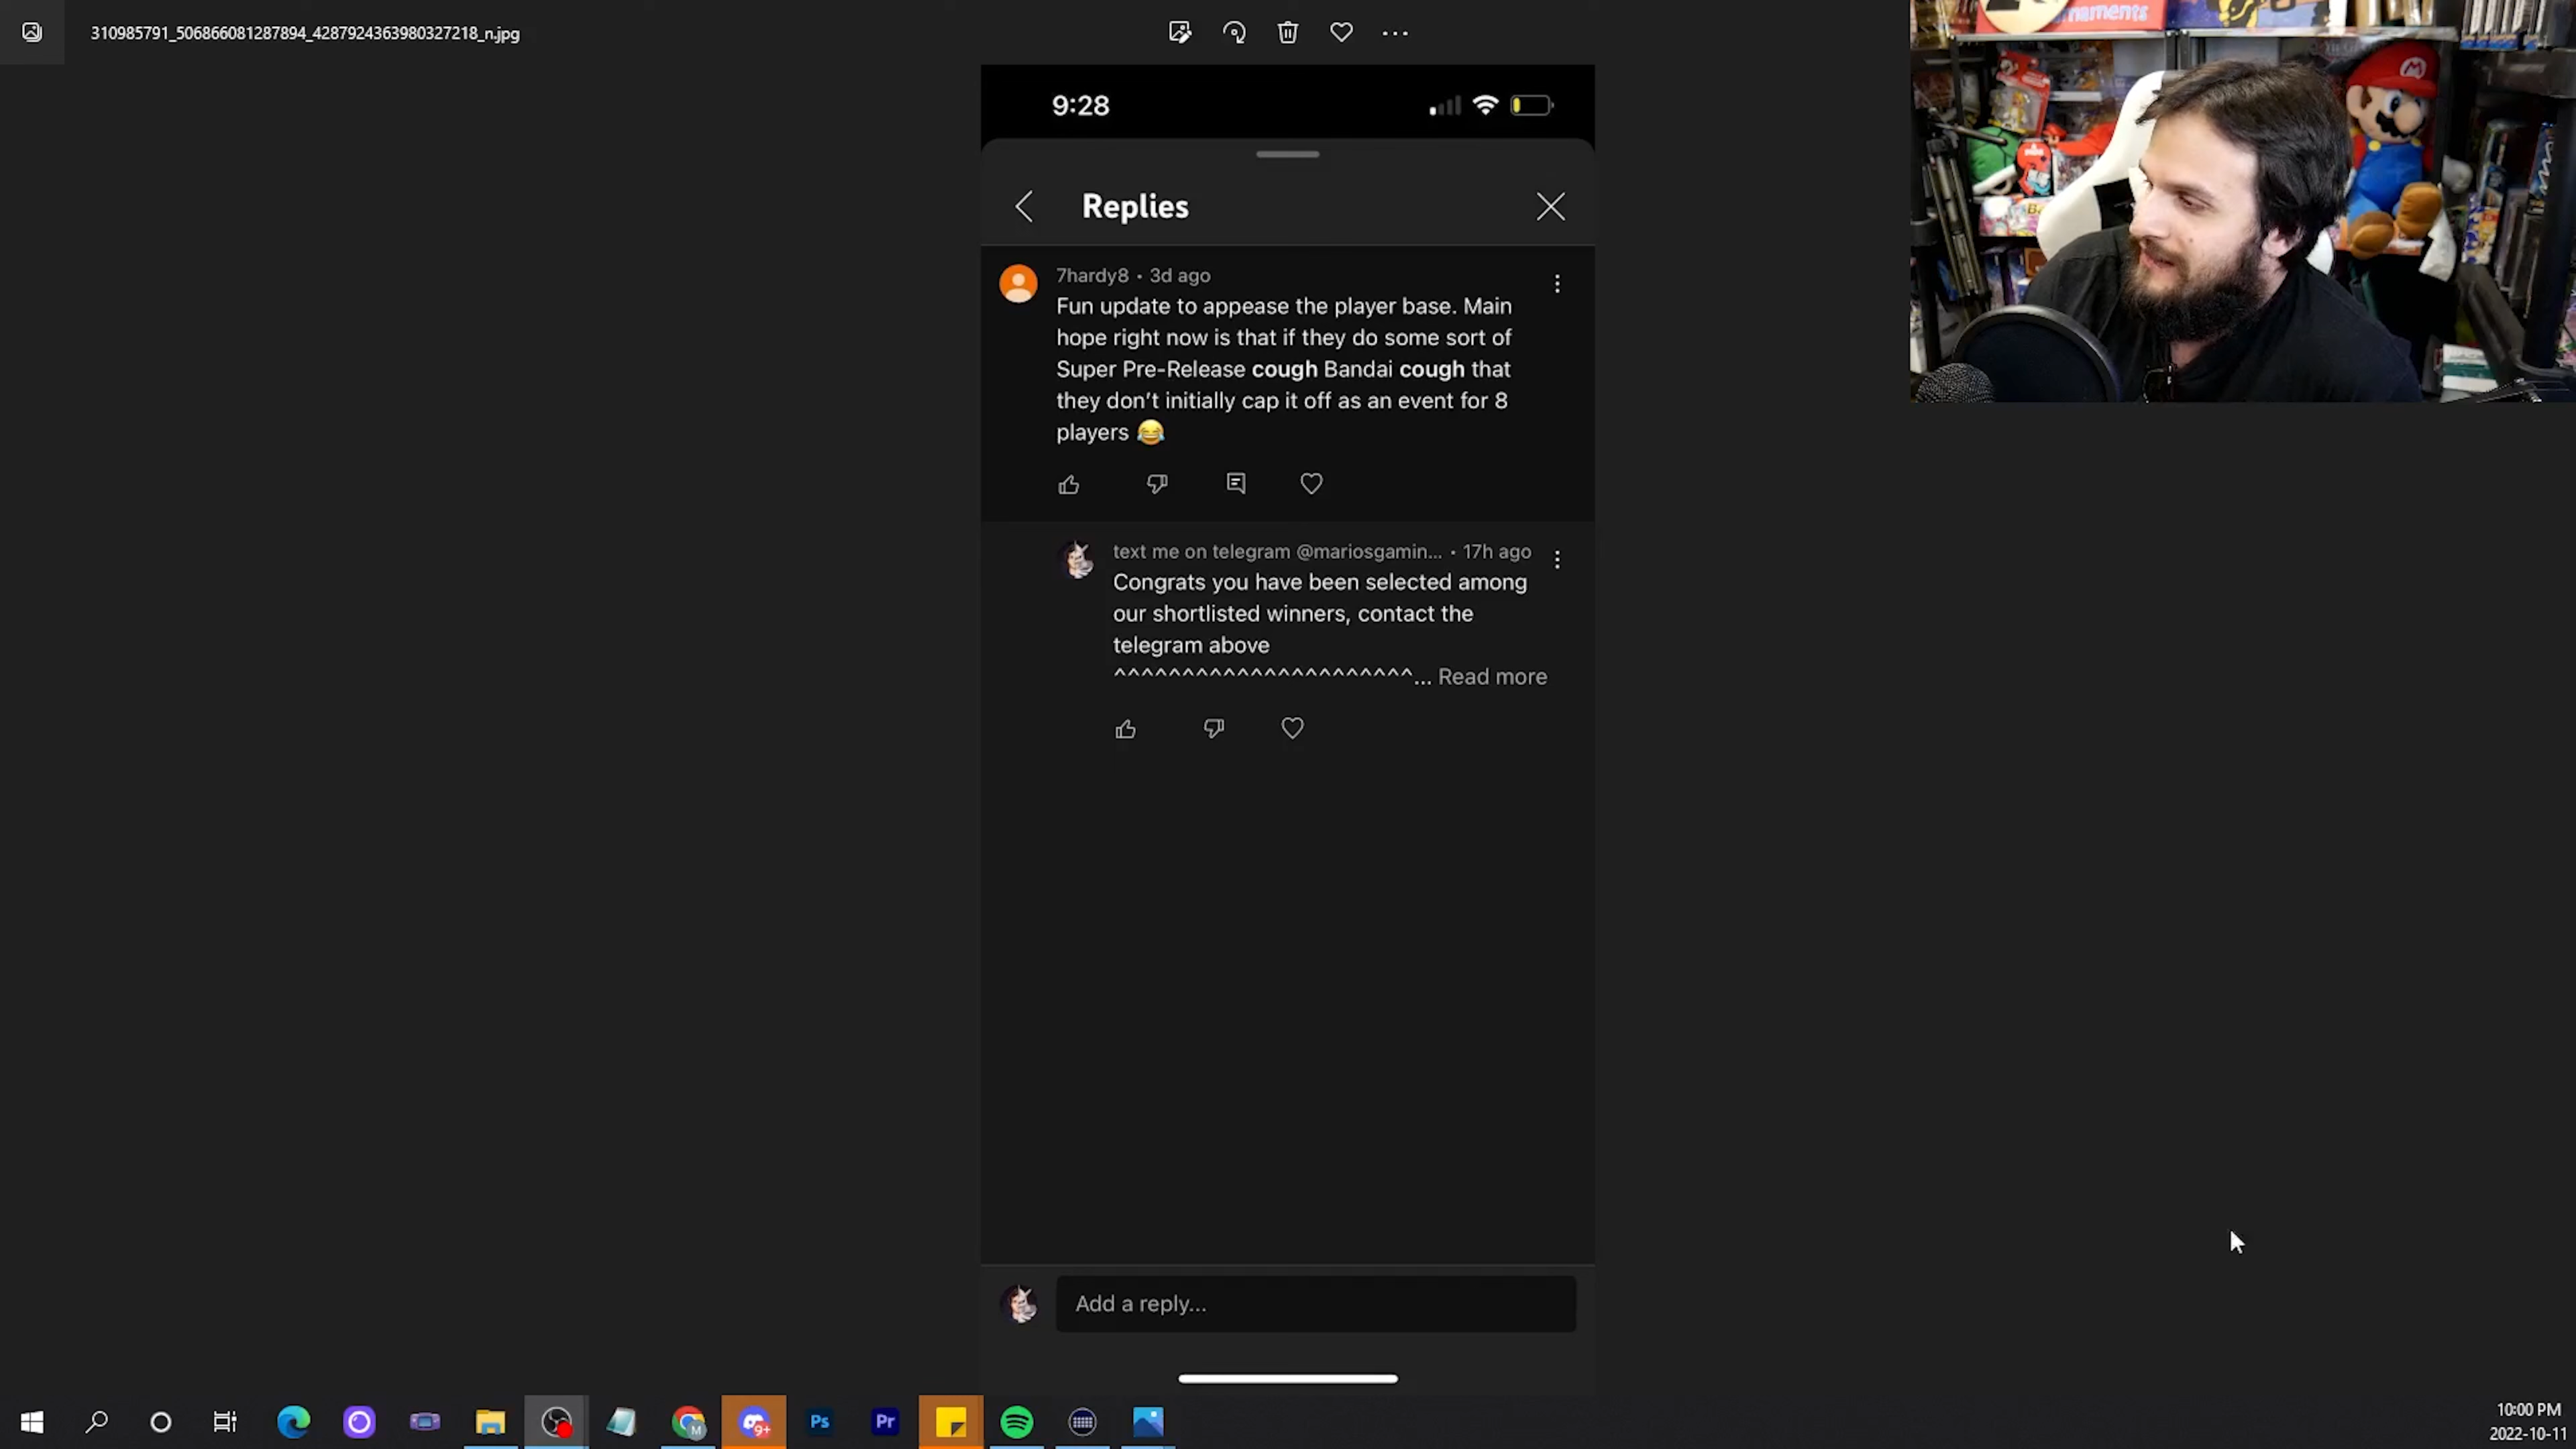 310985791_506866081287894_4287924363980327218_n.jpg
naments
9:28
Replies
7hardy8 • 3d ago
Fun update to appease the player base. Main
hope right now is that if they do some sort of
Super Pre-Release cough Bandai cough that
they don't initially cap it off as an event for 8
players 😂
text me on telegram @mariosgamin... • 17h ago
Congrats you have been selected among
our shortlisted winners, contact the
telegram above
^^^^^^^^^^^^^^^^^^^^^^... Read more
Add a reply...
M
9+
Ps
Pr
10:00 PM
2022-10-11